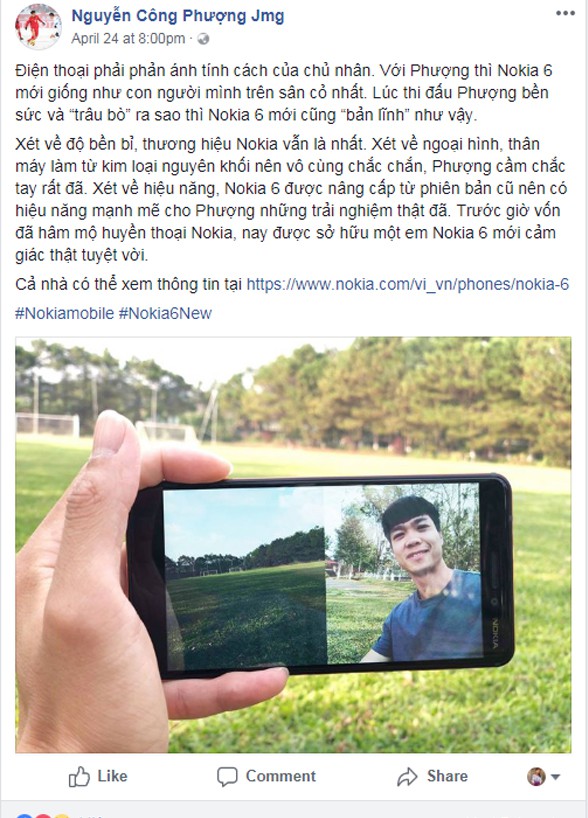 Nguyễn Công Phượng Jmg
April 24 at 8:00pm ·
Điện thoại phải phản ánh tính cách của chủ nhân. Với Phượng thì Nokia 6
mới giống như con người mình trên sân cỏ nhất. Lúc thi đấu Phượng bền
sức và “trâu bò” ra sao thì Nokia 6 mới cũng “bản lĩnh” như vậy.
Xét về độ bền bỉ, thương hiệu Nokia vẫn là nhất. Xét về ngoại hình, thân
máy làm từ kim loại nguyên khối nên vô cùng chắc chắn, Phượng cầm chắc
tay rất đã. Xét về hiệu năng, Nokia 6 được nâng cấp từ phiên bản cũ nên có
hiệu năng mạnh mẽ cho Phượng những trải nghiệm thật đã. Trước giờ vốn
đã hâm mộ huyền thoại Nokia, nay được sở hữu một em Nokia 6 mới cảm
giác thật tuyệt vời.
Cả nhà có thể xem thông tin tại https://www.nokia.com/vi_vn/phones/nokia-6
#Nokiamobile #Nokia6New
NOKIA
Like Comment Share